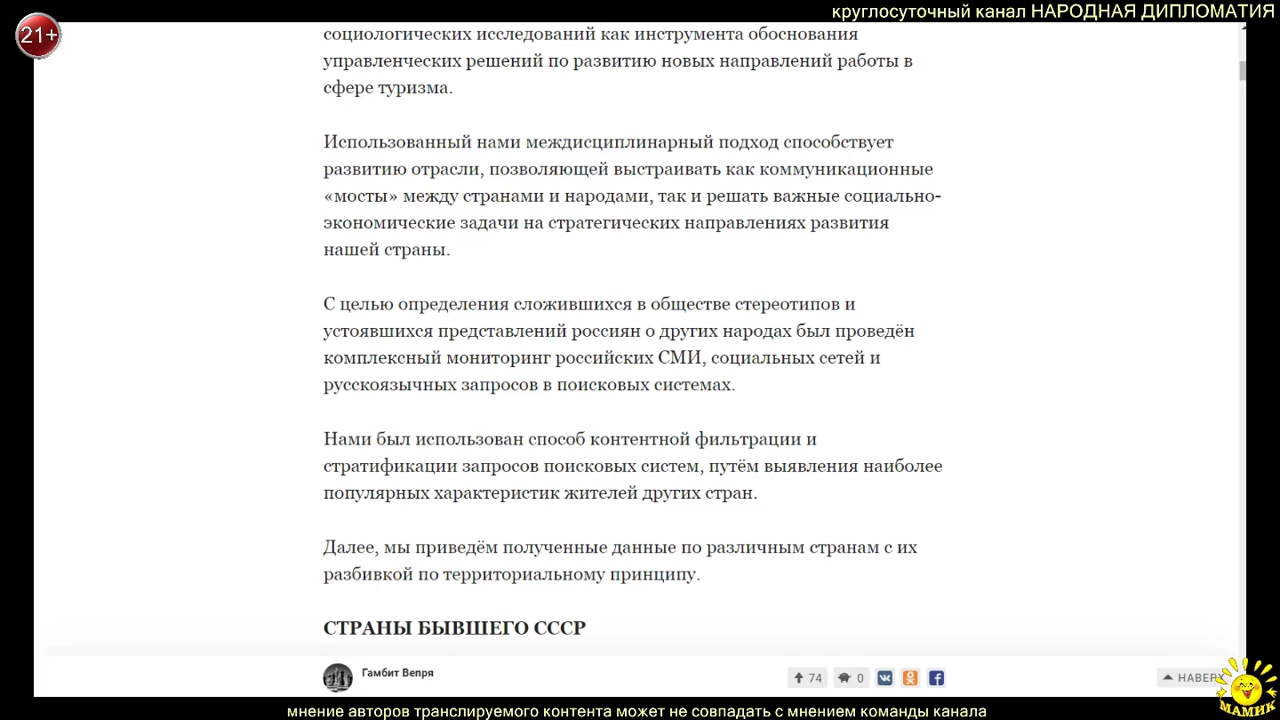 круглосуточный канал НАРОДНАЯ ДИПЛОМАТИЯ
21+
социологических исследований как инструмента обоснования
управленческих решений по развитию новых направлений работы в
сфере туризма.
Использованный нами междисциплинарный подход способствует
развитию отрасли, позволяющей выстраивать как коммуникационные
«мосты» между странами и народами, так и решать важные социально-
экономические задачи на стратегических направлениях развития
нашей страны.
С целью определения сложившихся в обществе стереотипов и
устоявшихся представлений россиян о других народах был проведён
комплексный мониторинг российских СМИ, социальных сетей и
русскоязычных запросов в поисковых системах.
Нами был использован способ контентной фильтрации и
стратификации запросов поисковых систем, путём выявления наиболее
популярных характеристик жителей других стран.
Далее, мы приведём полученные данные по различным странам с их
разбивкой по территориальному принципу.
СТРАНЫ БЫВШЕГО СССР
Гамбит Вепря
74
0
НАВЕР
МАМИК
мнение авторов транслируемого контента может не совпадать с мнением команды канала